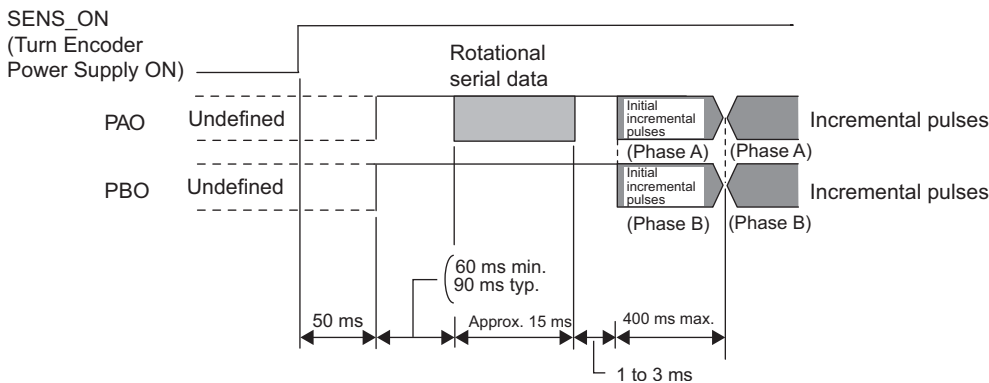 SENS_ON
(Turn Encoder
Power Supply ON)
Rotational
serial data
PAO
Undefined
Initial
incremental
pulses
Incremental pulses
(Phase A)
(Phase A)
PBO
Undefined
Initial
incremental
pulses
Incremental pulses
(Phase B)
(Phase B)
60 ms min.
90 ms typ.
50 ms
Approx. 15 ms
400 ms max.
1 to 3 ms